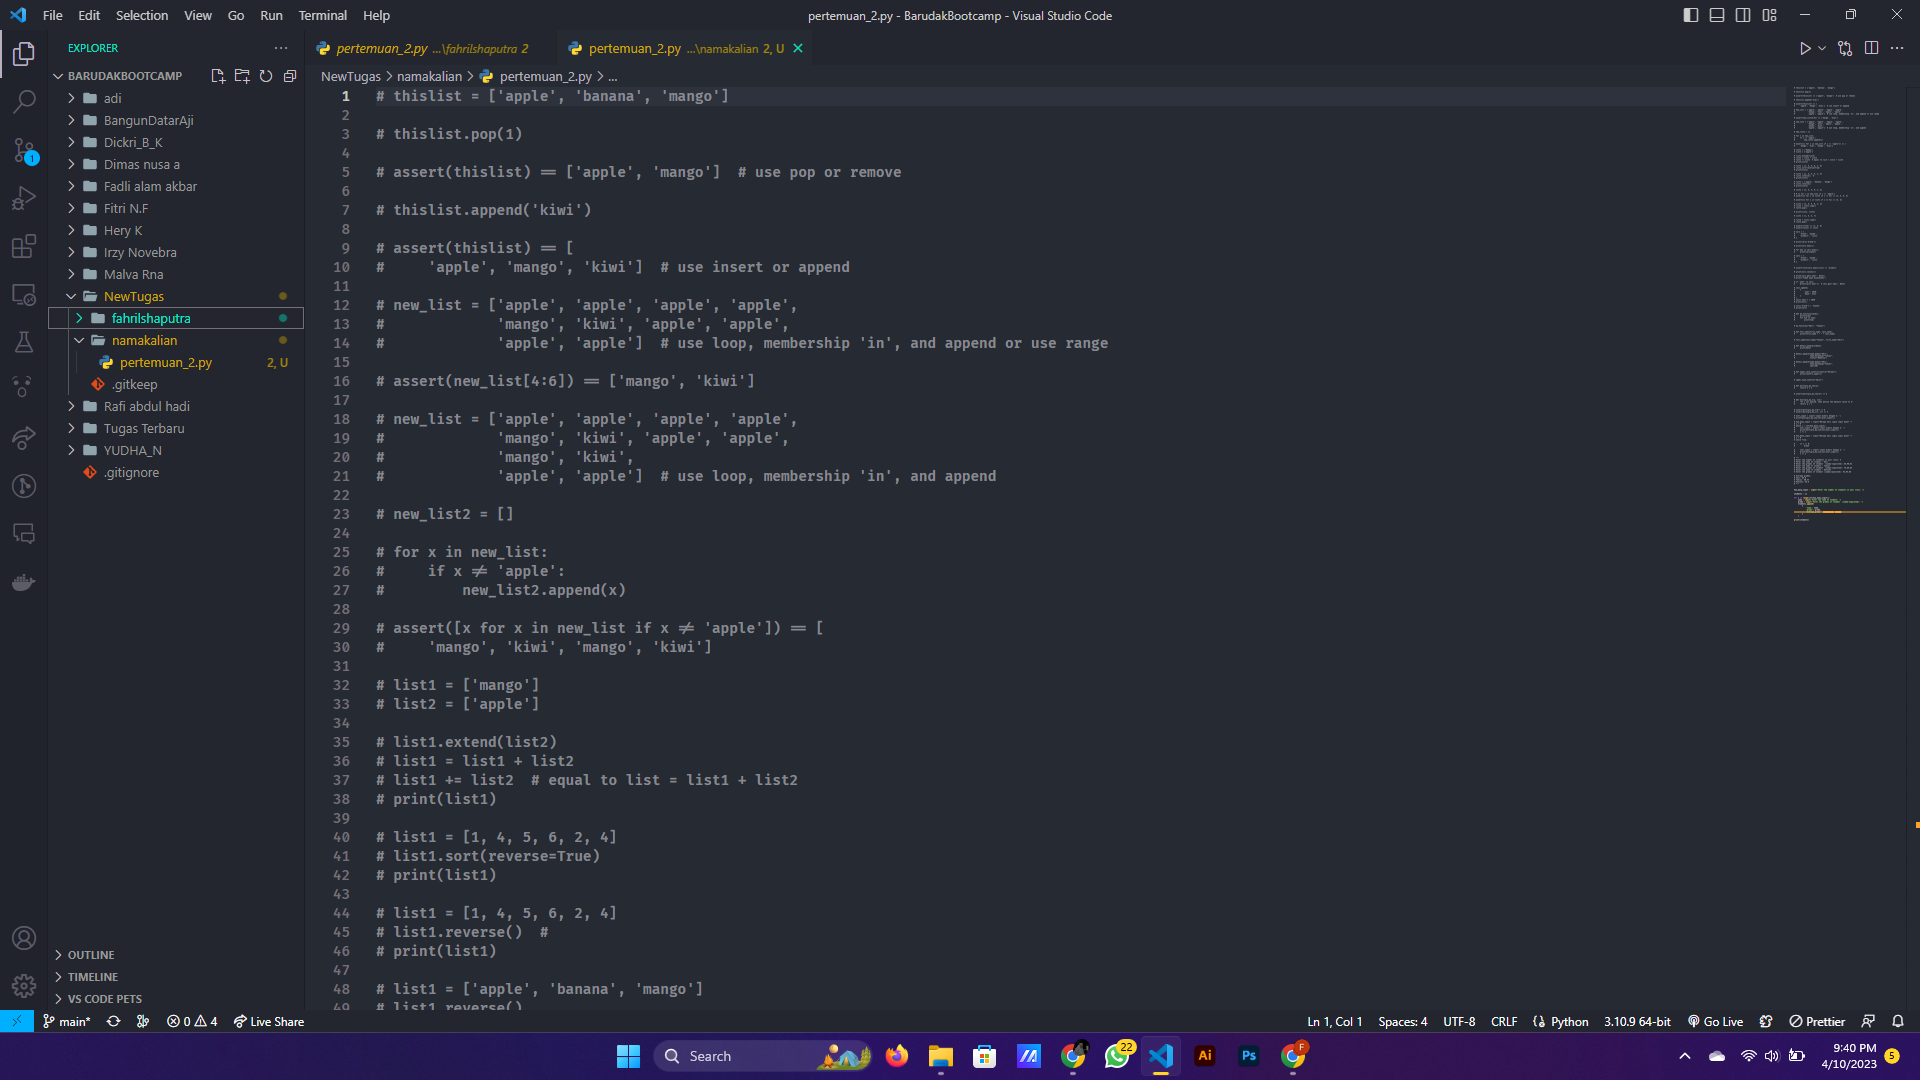 File Edit Selection View Go Run Terminal Help
pertemuan_2.py - BarudakBootcamp - Visual Studio Code
EXPLORER
BARUDAKBOOTCAMP
adi
BangunDatarAji
Dickri_B_K
Dimas nusa a
Fadli alam akbar
Fitri N.F
Hery K
Irzy Novebra
Malva Rna
NewTugas
fahrilshaputra
namakalian
pertemuan_2.py 2, U
.gitkeep
Rafi abdul hadi
Tugas Terbaru
YUDHA_N
.gitignore
OUTLINE
TIMELINE
VS CODE PETS
1
pertemuan_2.py ...\fahrilshaputra 2
pertemuan_2.py ...\namakalian 2, U
NewTugas > namakalian > pertemuan_2.py > ...
1 # thislist = ['apple', 'banana', 'mango']
2
3 # thislist.pop(1)
4
5 # assert(thislist) == ['apple', 'mango']  # use pop or remove
6
7 # thislist.append('kiwi')
8
9 # assert(thislist) == [
10 #     'apple', 'mango', 'kiwi']  # use insert or append
11
12 # new_list = ['apple', 'apple', 'apple', 'apple',
13 #             'mango', 'kiwi', 'apple', 'apple',
14 #             'apple', 'apple']  # use loop, membership 'in', and append or use range
15
16 # assert(new_list[4:6]) == ['mango', 'kiwi']
17
18 # new_list = ['apple', 'apple', 'apple', 'apple',
19 #             'mango', 'kiwi', 'apple', 'apple',
20 #             'mango', 'kiwi',
21 #             'apple', 'apple']  # use loop, membership 'in', and append
22
23 # new_list2 = []
24
25 # for x in new_list:
26 #     if x != 'apple':
27 #         new_list2.append(x)
28
29 # assert([x for x in new_list if x != 'apple']) == [
30 #     'mango', 'kiwi', 'mango', 'kiwi']
31
32 # list1 = ['mango']
33 # list2 = ['apple']
34
35 # list1.extend(list2)
36 # list1 = list1 + list2
37 # list1 += list2  # equal to list = list1 + list2
38 # print(list1)
39
40 # list1 = [1, 4, 5, 6, 2, 4]
41 # list1.sort(reverse=True)
42 # print(list1)
43
44 # list1 = [1, 4, 5, 6, 2, 4]
45 # list1.reverse()  #
46 # print(list1)
47
48 # list1 = ['apple', 'banana', 'mango']
49 # list1.reverse()
main* 0 4 Live Share
Ln 1, Col 1 Spaces: 4 UTF-8 CRLF Python 3.10.9 64-bit Go Live Prettier
Search
22
Ai
Ps
F
9:40 PM
4/10/2023
5